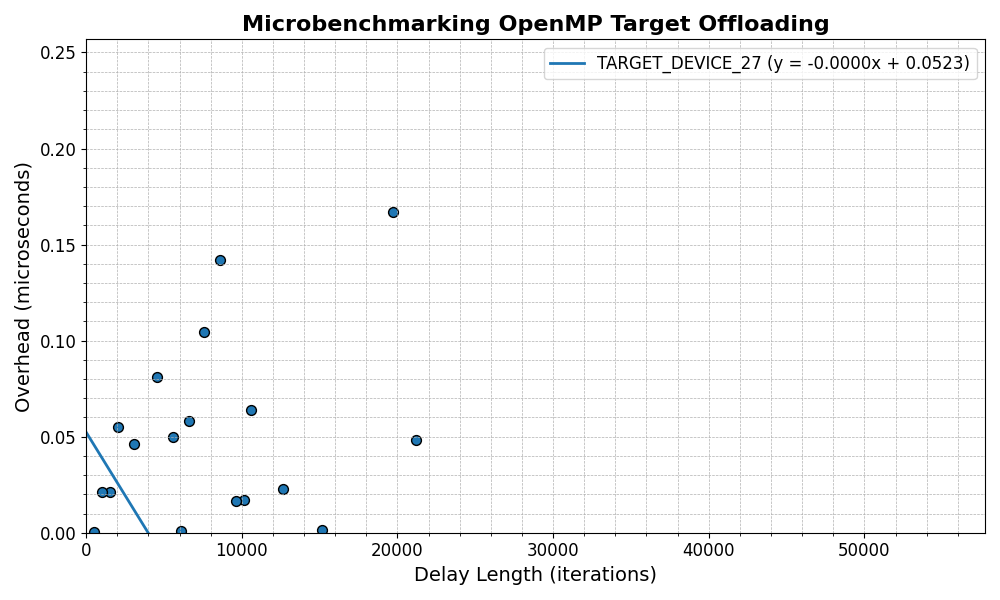 Microbenchmarking OpenMP Target Offloading
TARGET_DEVICE_27 (y = -0.0000x + 0.0523)
0.25
0.20
0.15
0.10
0.05
0.00
Overhead (microseconds)
0 10000 20000 30000 40000 50000
Delay Length (iterations)